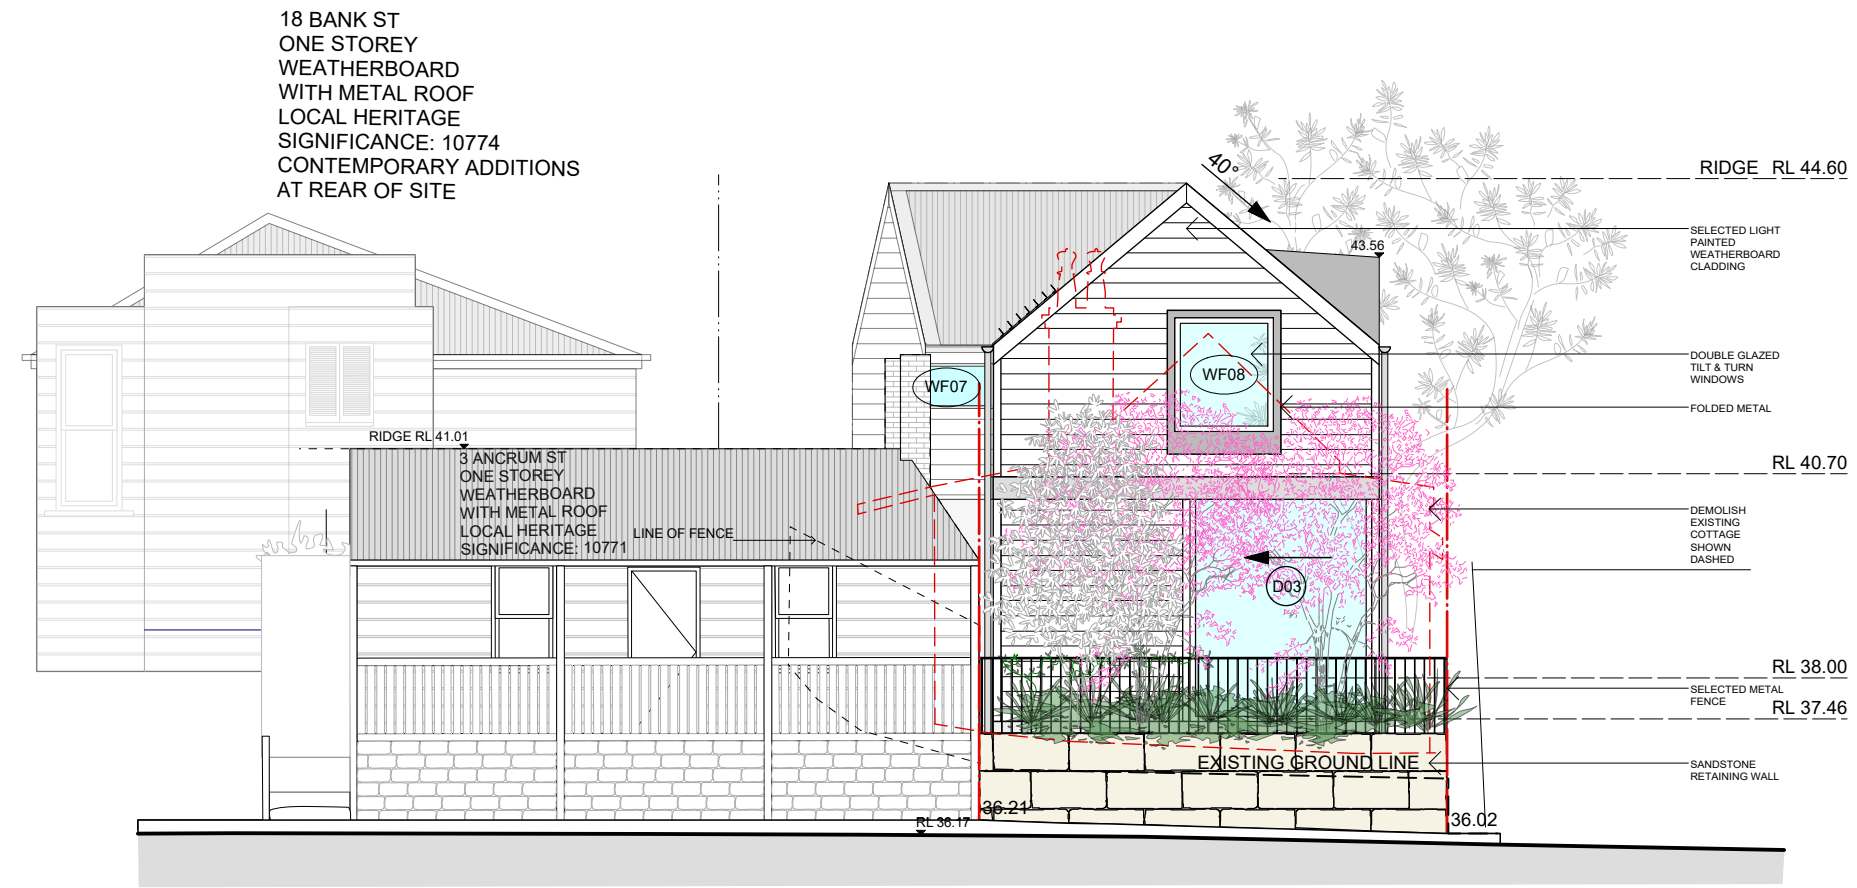 18 BANK ST
ONE STOREY
WEATHERBOARD
WITH METAL ROOF
LOCAL HERITAGE
SIGNIFICANCE: 10774
CONTEMPORARY ADDITIONS
AT REAR OF SITE
40°
RIDGE RL 44.60
SELECTED LIGHT
PAINTED
WEATHERBOARD
CLADDING
43.56
DOUBLE GLAZED
TILT & TURN
WINDOWS
WF07
WF08
FOLDED METAL
RIDGE RL 41.01
3 ANCRUM ST
ONE STOREY
WEATHERBOARD
WITH METAL ROOF
LOCAL HERITAGE
SIGNIFICANCE: 10771
LINE OF FENCE
RL 40.70
DEMOLISH
EXISTING
COTTAGE
SHOWN
DASHED
D03
RL 38.00
SELECTED METAL
FENCE
RL 37.46
EXISTING GROUND LINE
SANDSTONE
RETAINING WALL
36.21
RL 36.17
36.02